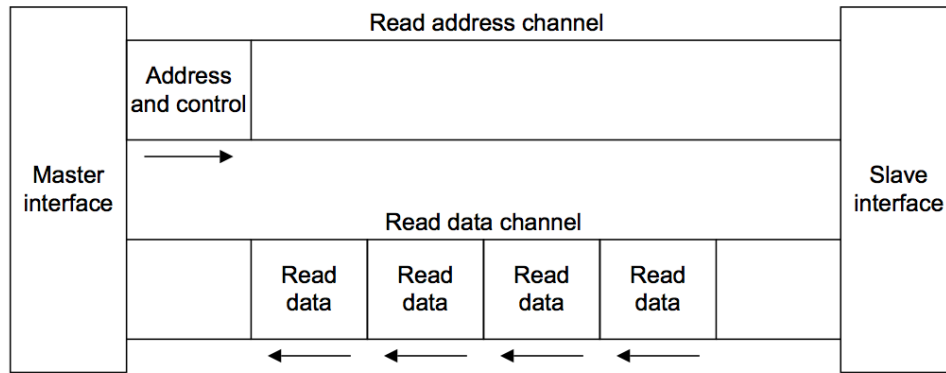 Read address channel
Address
and control
Master
interface
Slave
interface
Read data channel
Read
data
Read
data
Read
data
Read
data